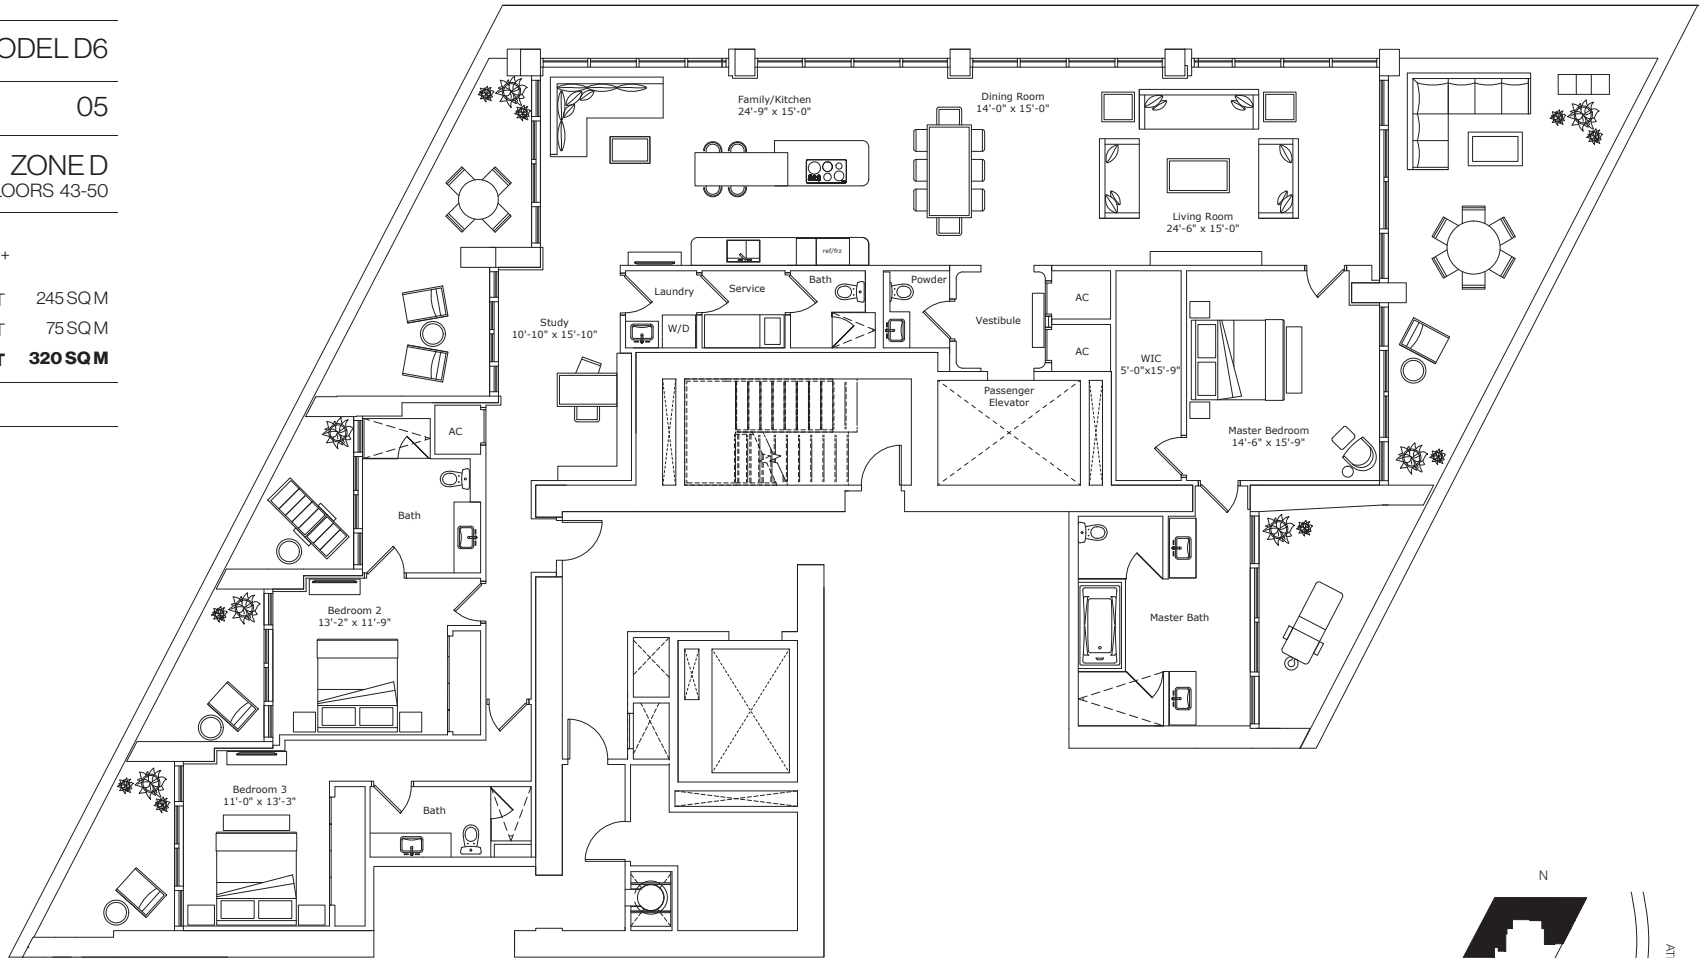 ODEL D6
05
ZONE D
LOORS 43-50
+
T 245 SQ M
T 75 SQ M
T 320 SQ M
Family/Kitchen
24'-9" x 15'-0"
Dining Room
14'-0" x 15'-0"
Living Room
24'-6" x 15'-0"
ref/frz
Laundry
Service
Bath
Powder
W/D
Vestibule
AC
AC
Study
10'-10" x 15'-10"
WIC
5'-0"x15'-9"
Passenger
Elevator
Master Bedroom
14'-6" x 15'-9"
AC
Bath
Bedroom 2
13'-2" x 11'-9"
Master Bath
Bedroom 3
11'-0" x 13'-3"
Bath
N